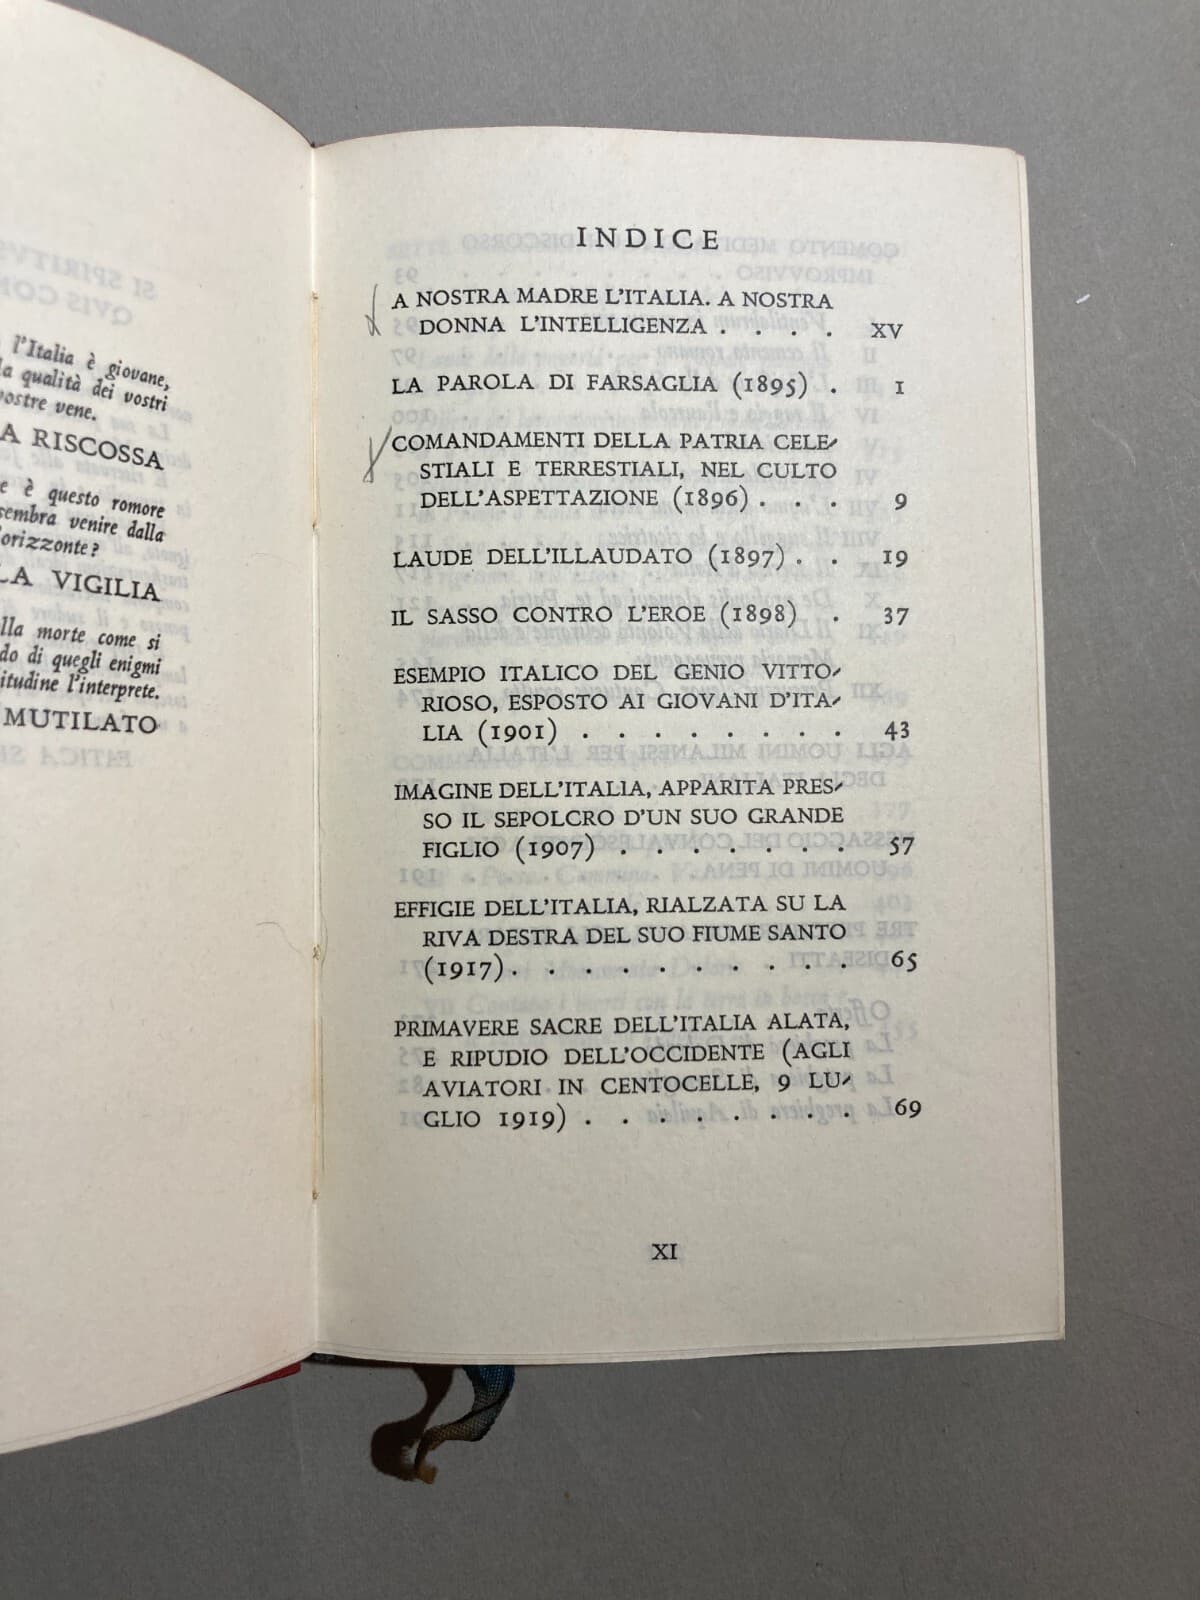 l'Italia è giovane,
la qualità dei vostri
vostre vene.
A RISCOSSA
e è questo romore
sembra venire dalla
orizzonte?
LA VIGILIA
lla morte come si
do di quegli enigmi
itudine l'interprete.
MUTILATO
INDICE
A NOSTRA MADRE L'ITALIA. A NOSTRA
DONNA L'INTELLIGENZA . . . . XV
LA PAROLA DI FARSAGLIA (1895) . 1
COMANDAMENTI DELLA PATRIA CELE-
STIALI E TERRESTIALI, NEL CULTO
DELL'ASPETTAZIONE (1896) . . . 9
LAUDE DELL'ILLAUDATO (1897) . . 19
IL SASSO CONTRO L'EROE (1898) . 37
ESEMPIO ITALICO DEL GENIO VITTO-
RIOSO, ESPOSTO AI GIOVANI D'ITA-
LIA (1901) . . . . . . . . 43
IMAGINE DELL'ITALIA, APPARITA PRES-
SO IL SEPOLCRO D'UN SUO GRANDE
FIGLIO (1907) . . . . . . . 57
EFFIGIE DELL'ITALIA, RIALZATA SU LA
RIVA DESTRA DEL SUO FIUME SANTO
(1917) . . . . . . . . . . 65
PRIMAVERE SACRE DELL'ITALIA ALATA,
E RIPUDIO DELL'OCCIDENTE (AGLI
AVIATORI IN CENTOCELLE, 9 LU-
GLIO 1919) . . . . . . . . 69
XI